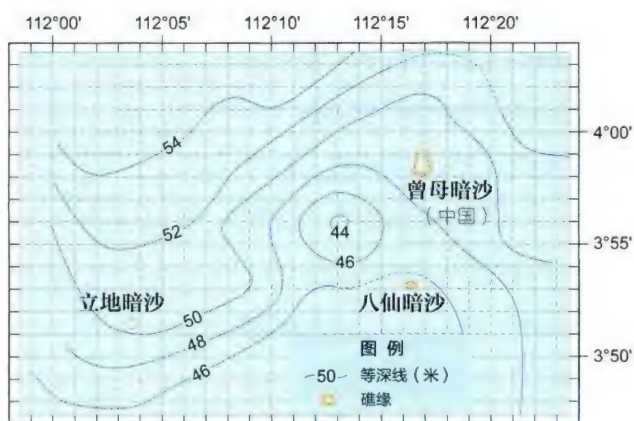 112°00' 112°05' 112°10' 112°15' 112°20'
54
4°00'
曾母暗沙
（中国）
52
44
3°55'
46
立地暗沙
八仙暗沙
50
48
图 例
46
3°50'
—50— 等深线（米）
礁缘